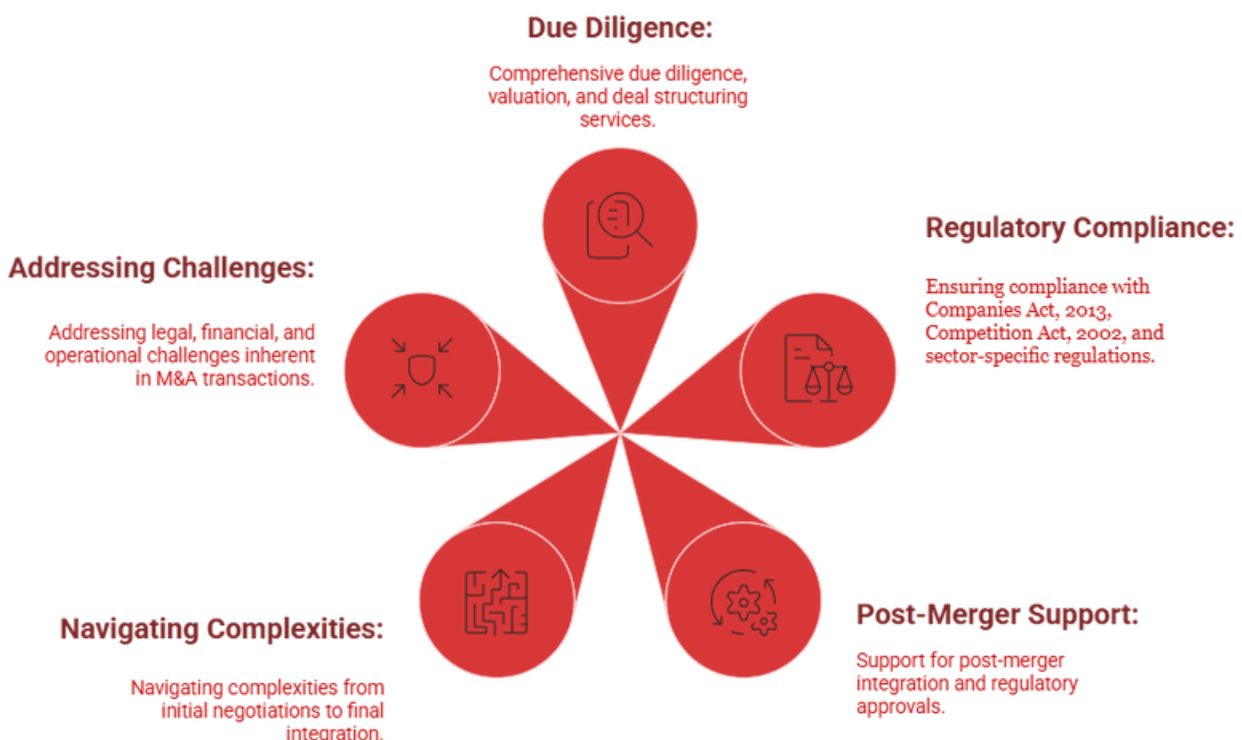 Due Diligence:
Comprehensive due diligence,
valuation, and deal structuring
services.
Regulatory Compliance:
Ensuring compliance with
Companies Act, 2013,
Competition Act, 2002, and
sector-specific regulations.
Addressing Challenges:
Addressing legal, financial, and
operational challenges inherent
in M&A transactions.
Navigating Complexities:
Navigating complexities from
initial negotiations to final
integration.
Post-Merger Support:
Support for post-merger
integration and regulatory
approvals.